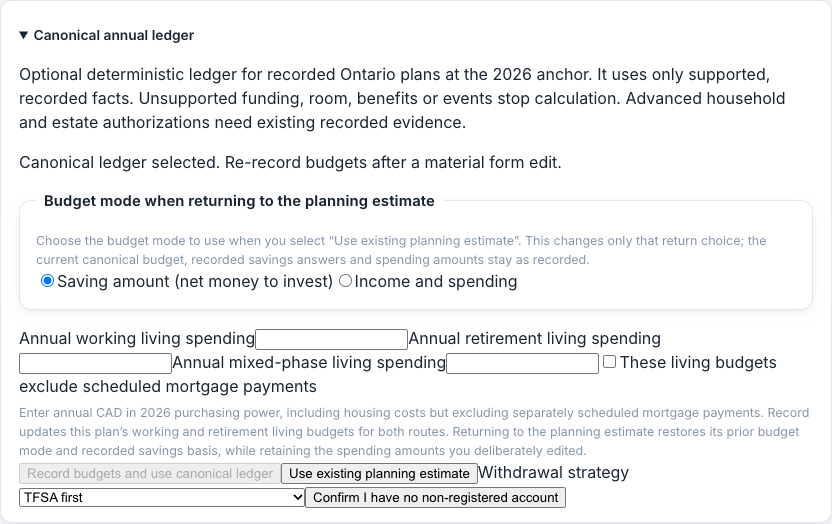 Canonical annual ledger
Optional deterministic ledger for recorded Ontario plans at the 2026 anchor. It uses only supported,
recorded facts. Unsupported funding, room, benefits or events stop calculation. Advanced household
and estate authorizations need existing recorded evidence.
Canonical ledger selected. Re-record budgets after a material form edit.
Budget mode when returning to the planning estimate
Choose the budget mode to use when you select “Use existing planning estimate”. This changes only that return choice; the
current canonical budget, recorded savings answers and spending amounts stay as recorded.
Saving amount (net money to invest) Income and spending
Annual working living spending Annual retirement living spending
Annual mixed-phase living spending These living budgets
exclude scheduled mortgage payments
Enter annual CAD in 2026 purchasing power, including housing costs but excluding separately scheduled mortgage payments. Record
updates this plan’s working and retirement living budgets for both routes. Returning to the planning estimate restores its prior budget
mode and recorded savings basis, while retaining the spending amounts you deliberately edited.
Record budgets and use canonical ledger Use existing planning estimate Withdrawal strategy
TFSA first Confirm I have no non-registered account